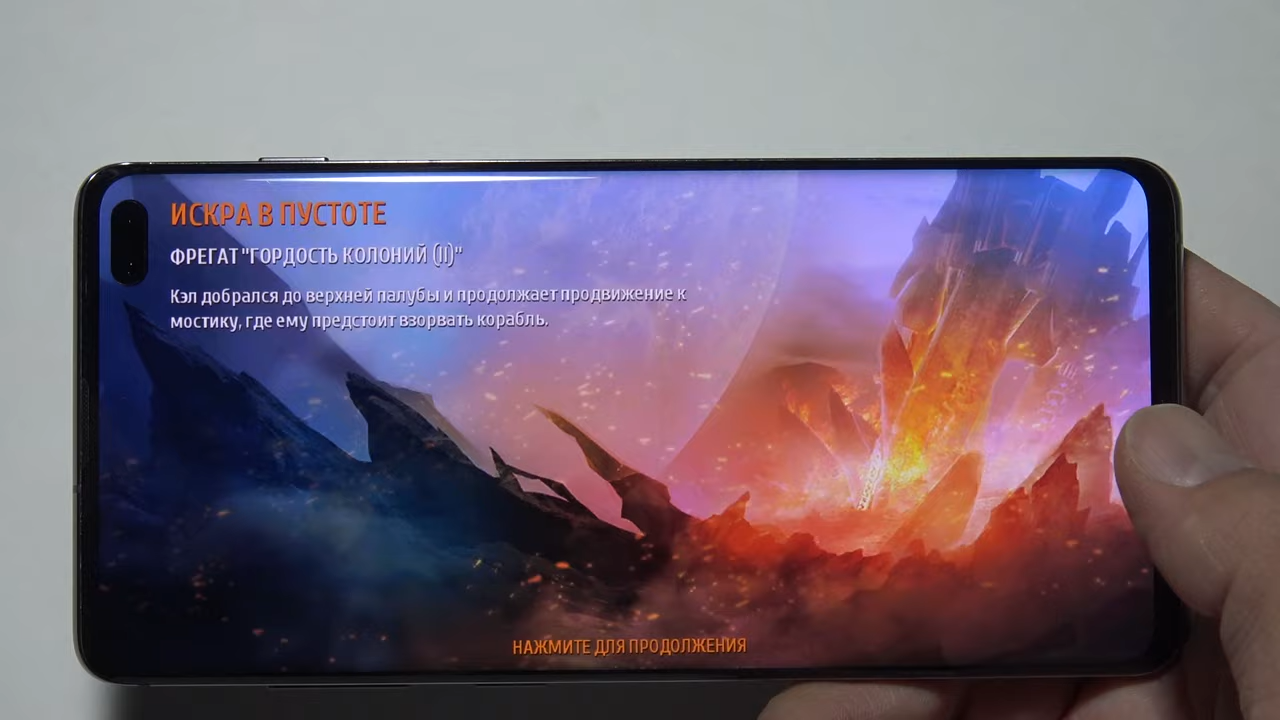 ИСКРА В ПУСТОТЕ
ФРЕГАТ "ГОРДОСТЬ КОЛОНИЙ (II)"
Кэл добрался до верхней палубы и продолжает продвижение к
мостику, где ему предстоит взорвать корабль.
НАЖМИТЕ ДЛЯ ПРОДОЛЖЕНИЯ